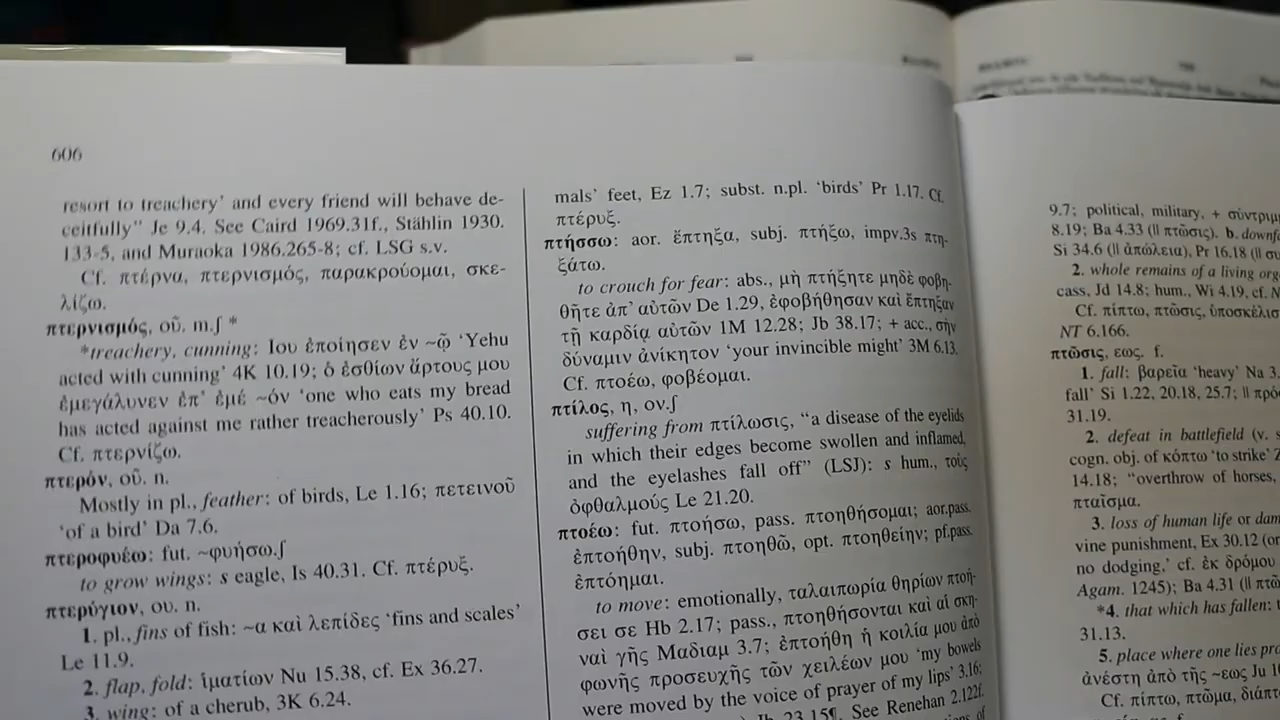 606
resort to treachery' and every friend will behave de-
ceitfully" Je 9.4. See Caird 1969.31f., Stählin 1930.
133-5, and Muraoka 1986.265-8; cf. LSG s.v.
Cf. πτέρνα, πτερνισμός, παρακρούομαι, σκε-
λίζω.
πτερνισμός, οῦ. m.ʃ *
*treachery, cunning: Ιου ἐποίησεν ἐν ~ῷ 'Yehu
acted with cunning' 4K 10.19; ὁ ἐσθίων ἄρτους μου
ἐμεγάλυνεν ἐπ' ἐμέ ~όν 'one who eats my bread
has acted against me rather treacherously' Ps 40.10.
Cf. πτερνίζω.
πτερόν, οῦ. n.
Mostly in pl., feather: of birds, Le 1.16; πετεινοῦ
'of a bird' Da 7.6.
πτεροφυέω: fut. ~φυήσω.ʃ
to grow wings: s eagle, Is 40.31. Cf. πτέρυξ.
πτερύγιον, ου. n.
1. pl., fins of fish: ~α καὶ λεπίδες 'fins and scales'
Le 11.9.
2. flap, fold: ἱματίων Nu 15.38, cf. Ex 36.27.
3. wing: of a cherub, 3K 6.24.
mals' feet, Ez 1.7; subst. n.pl. 'birds' Pr 1.17. Cf.
πτέρυξ.
πτήσσω: aor. ἔπτηξα, subj. πτήξω, impv.3s πτη-
ξάτω.
to crouch for fear: abs., μὴ πτήξητε μηδὲ φοβη-
θῆτε ἀπ' αὐτῶν De 1.29, ἐφοβήθησαν καὶ ἔπτηξαν
τῇ καρδίᾳ αὐτῶν 1M 12.28; Jb 38.17; + acc., σὴν
δύναμιν ἀνίκητον 'your invincible might' 3M 6.13.
Cf. πτοέω, φοβέομαι.
πτίλος, η, ον.ʃ
suffering from πτίλωσις, "a disease of the eyelids
in which their edges become swollen and inflamed,
and the eyelashes fall off" (LSJ): s hum., τοὺς
ὀφθαλμούς Le 21.20.
πτοέω: fut. πτοήσω, pass. πτοηθήσομαι; aor.pass.
ἐπτοήθην, subj. πτοηθῶ, opt. πτοηθείην; pf.pass.
ἐπτόημαι.
to move: emotionally, ταλαιπωρία θηρίων πτοή-
σει σε Hb 2.17; pass., πτοηθήσονται καὶ αἱ σκη-
ναὶ γῆς Μαδιαμ 3.7; ἐπτοήθη ἡ κοιλία μου ἀπὸ
φωνῆς προσευχῆς τῶν χειλέων μου 'my bowels
were moved by the voice of prayer of my lips' 3.16;
Jb 23.15¶. See Renehan 2.122f.
9.7; political, military, + σύντριμ
8.19; Ba 4.33 (|| πτῶσις). b. downf
Si 34.6 (|| ἀπώλεια), Pr 16.18 (|| συ
2. whole remains of a living orga
cass, Jd 14.8; hum., Wi 4.19, cf. N
Cf. πίπτω, πτῶσις, ὑποσκέλισ
NT 6.166.
πτῶσις, εως. f.
1. fall: βαρεῖα 'heavy' Na 3.
fall' Si 1.22, 20.18, 25.7; || πρὸ
31.19.
2. defeat in battlefield (v. s
cogn. obj. of κόπτω 'to strike' Z
14.18; "overthrow of horses,
πταῖσμα.
3. loss of human life or dam
vine punishment, Ex 30.12 (or
no dodging,' cf. ἐκ δρόμου
Agam. 1245); Ba 4.31 (|| πτῶ
*4. that which has fallen: τ
31.13.
5. place where one lies pro
ἀνέστη ἀπὸ τῆς ~εως Ju 1
Cf. πίπτω, πτῶμα, διάπτ